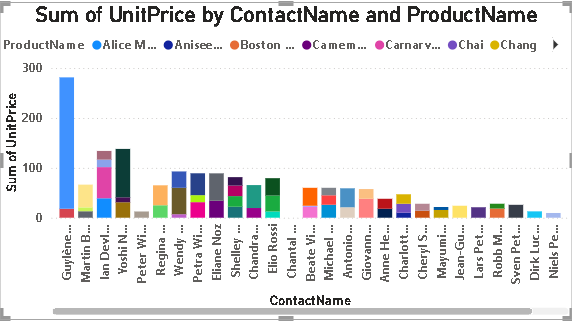 Sum of UnitPrice by ContactName and ProductName
ProductName Alice M... Anisee... Boston ... Camem... Carnarv... Chai Chang
Sum of UnitPrice
300
200
100
0
Guylène...
Martin B...
Ian Devl...
Yoshi N...
Peter Wi...
Regina ...
Wendy ...
Petra Wi...
Eliane Noz
Shelley ...
Chandra...
Elio Rossi
Chantal ...
Beate Vi...
Michael ...
Antonio ...
Giovann...
Anne He...
Charlott...
Cheryl S...
Mayumi...
Jean-Gu...
Lars Pet...
Robb M...
Sven Pet...
Dirk Luc...
Niels Pe...
ContactName